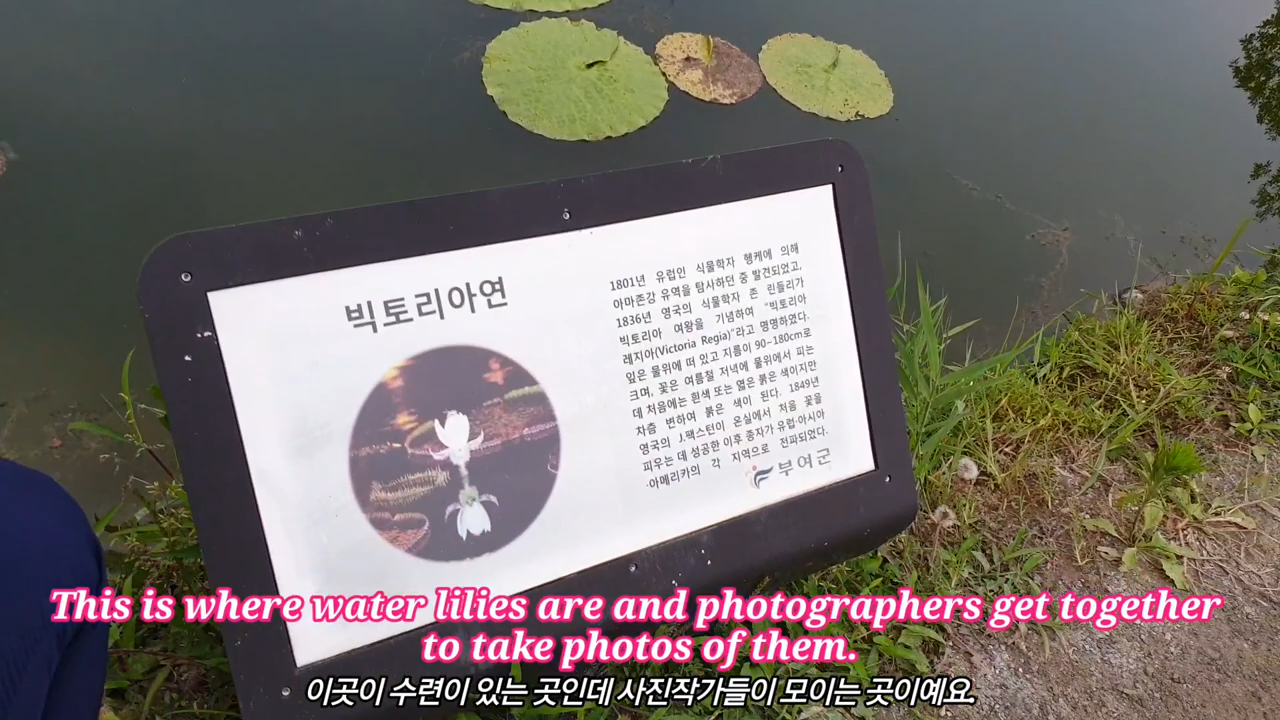 빅토리아연
1801년 유럽인 식물학자 헹케에 의해
아마존강 유역을 탐사하던 중 발견되었고,
1836년 영국의 식물학자 존 린들리가
빅토리아 여왕을 기념하여 "빅토리아
레지아(Victoria Regia)"라고 명명하였다.
잎은 물위에 떠 있고 지름이 90~180cm로
크며, 꽃은 여름철 저녁에 물위에서 피는
데 처음에는 흰색 또는 엷은 붉은 색이지만
차츰 변하여 붉은 색이 된다. 1849년
영국의 J.팩스턴이 온실에서 처음 꽃을
피우는 데 성공한 이후 종자가 유럽·아시아
·아메리카의 각 지역으로 전파되었다.
부여군
This is where water lilies are and photographers get together
to take photos of them.
이곳이 수련이 있는 곳인데 사진작가들이 모이는 곳이예요.